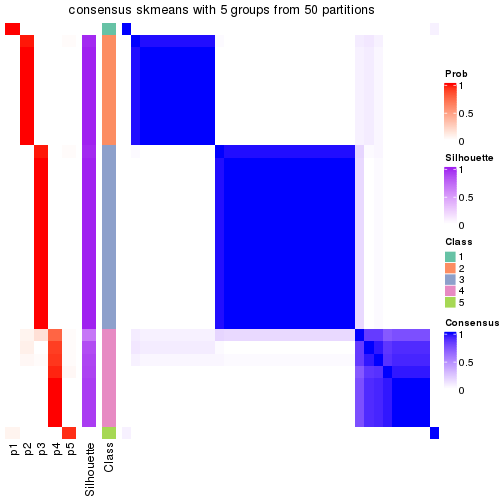 consensus skmeans with 5 groups from 50 partitions
Prob
1
0.5
0
Silhouette
1
0.5
0
Class
1
2
3
4
5
Consensus
1
0.5
0
p1
p2
p3
p4
p5
Silhouette
Class